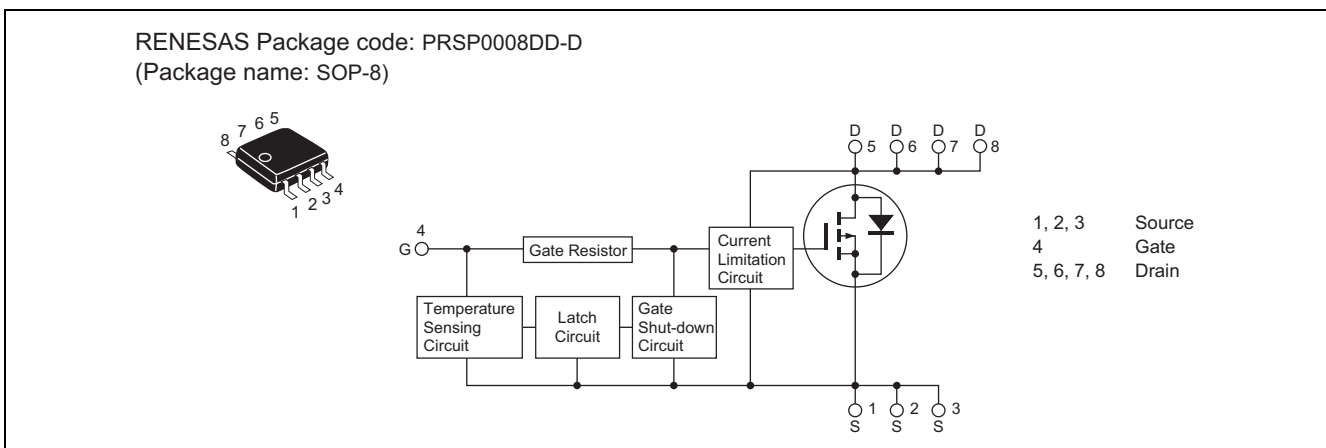 RENESAS Package code: PRSP0008DD-D
(Package name: SOP-8)
8 7 6 5
1 2 3 4
D D D D
5 6 7 8
4
G
Gate Resistor
Current
Limitation
Circuit
Temperature
Sensing
Circuit
Latch
Circuit
Gate
Shut-down
Circuit
1 2 3
S S S
1, 2, 3 Source
4 Gate
5, 6, 7, 8 Drain